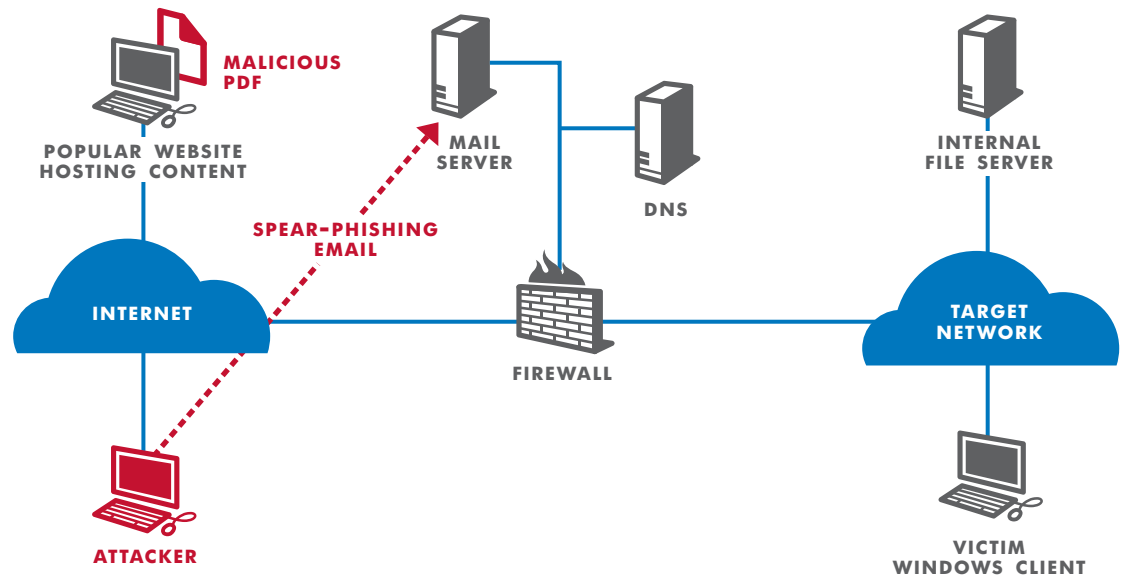 MALICIOUS
PDF
POPULAR WEBSITE
HOSTING CONTENT
MAIL
SERVER
DNS
INTERNAL
FILE SERVER
SPEAR-PHISHING
EMAIL
INTERNET
FIREWALL
TARGET
NETWORK
ATTACKER
VICTIM
WINDOWS CLIENT